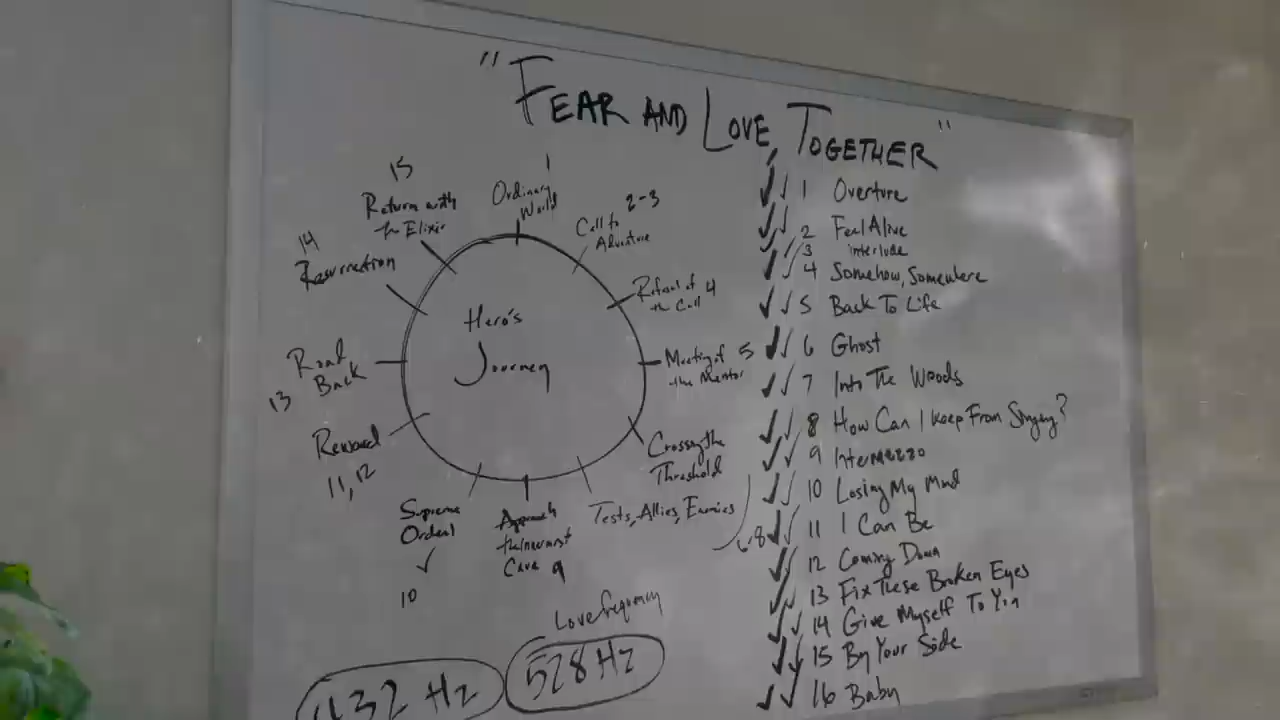 "FEAR AND LOVE, TOGETHER"
1
Ordinary
World
2-3
Call to
Adventure
Refusal of 4
the Call
Meeting of 5
the Mentor
Crossing the
Threshold
Tests, Allies, Enemies
6-8
Approach
the Inmost
Cave 9
Supreme
Ordeal
✓
10
Reward
11, 12
Road
Back
13
14
Resurrection
15
Return with
the Elixir
Hero's
Journey
Love frequency
432 Hz
528 Hz
✓✓ 1 Overture
✓✓ 2 Feel Alive
✓✓ 3 interlude
✓✓ 4 Somehow, Somewhere
✓✓ 5 Back To Life
✓✓ 6 Ghost
✓✓ 7 Into The Woods
✓✓ 8 How Can I Keep From Singing?
✓✓ 9 Intermezzo
✓✓ 10 Losing My Mind
✓✓ 11 I Can Be
✓✓ 12 Coming Down
✓✓ 13 Fix These Broken Eyes
✓✓ 14 Give Myself To You
✓✓ 15 By Your Side
✓✓ 16 Baby